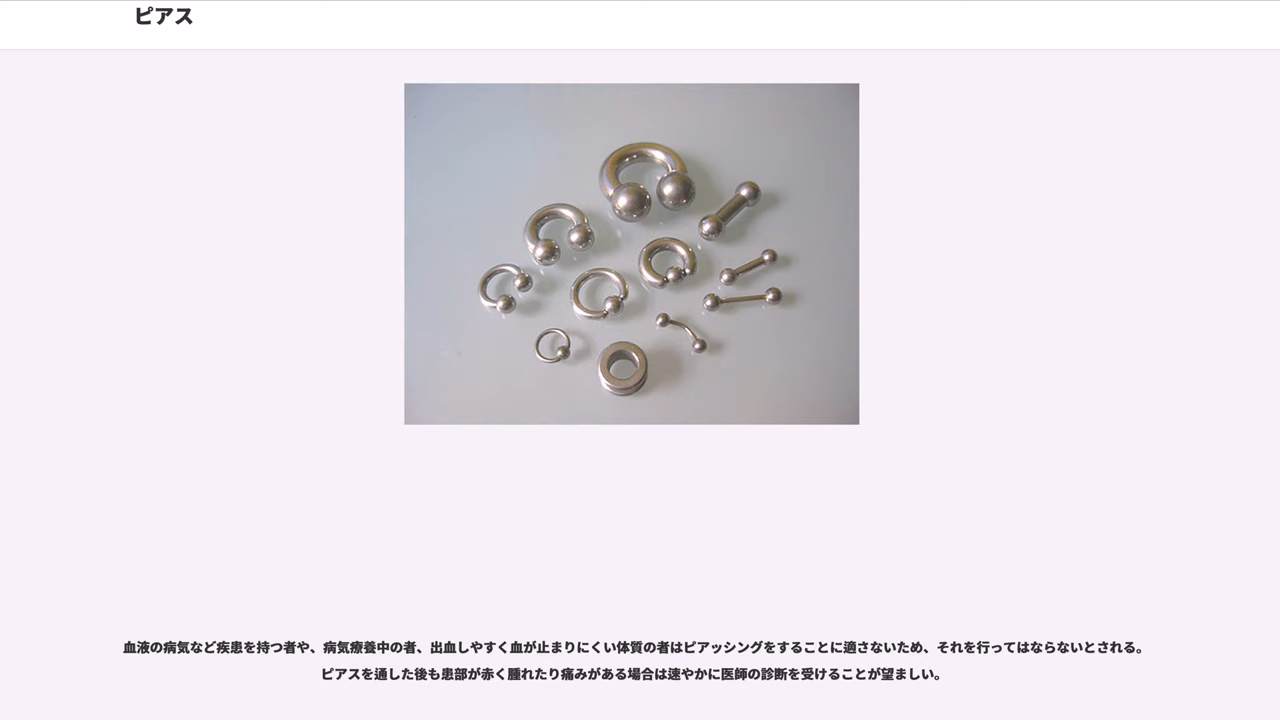 ピアス
血液の病気など疾患を持つ者や、病気療養中の者、出血しやすく血が止まりにくい体質の者はピアッシングをすることに適さないため、それを行ってはならないとされる。
ピアスを通した後も患部が赤く腫れたり痛みがある場合は速やかに医師の診断を受けることが望ましい。